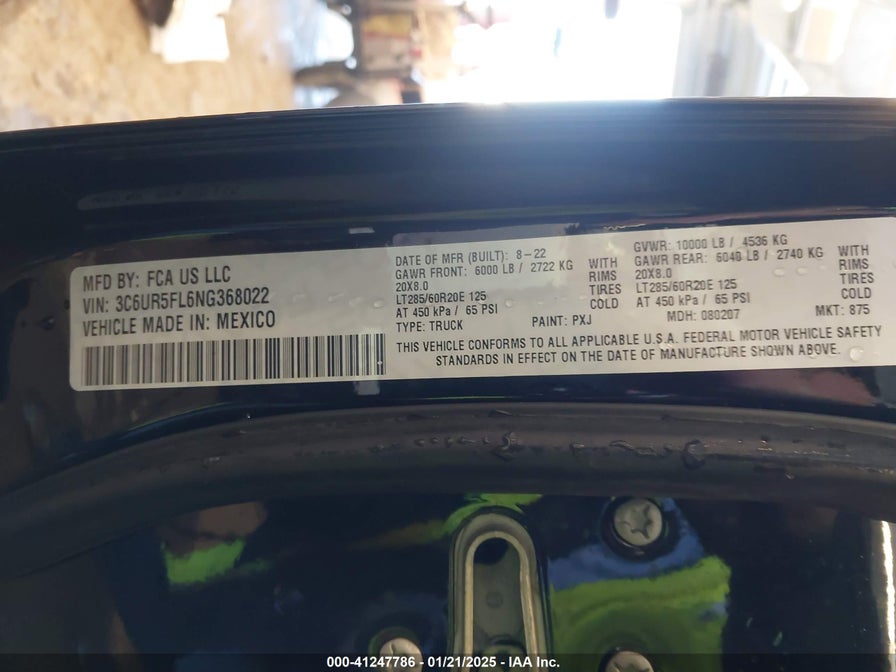 MFD BY: FCA US LLC
VIN: 3C6UR5FL6NG368022
VEHICLE MADE IN: MEXICO
DATE OF MFR (BUILT): 8-22
GAWR FRONT: 6000 LB / 2722 KG
20X8.0
LT285/60R20E 125
AT 450 kPa / 65 PSI
TYPE: TRUCK PAINT: PXJ
WITH
RIMS
TIRES
GVWR: 10000 LB / 4536 KG
GAWR REAR: 6040 LB / 2740 KG
20X8.0
LT285/60R20E 125
AT 450 kPa / 65 PSI
MDH: 080207
WITH
RIMS
TIRES
MKT: 875
THIS VEHICLE CONFORMS TO ALL APPLICABLE U.S.A. FEDERAL MOTOR VEHICLE SAFETY
STANDARDS IN EFFECT ON THE DATE OF MANUFACTURE SHOWN ABOVE.
000-41247786 - 01/21/2025 - IAA Inc.